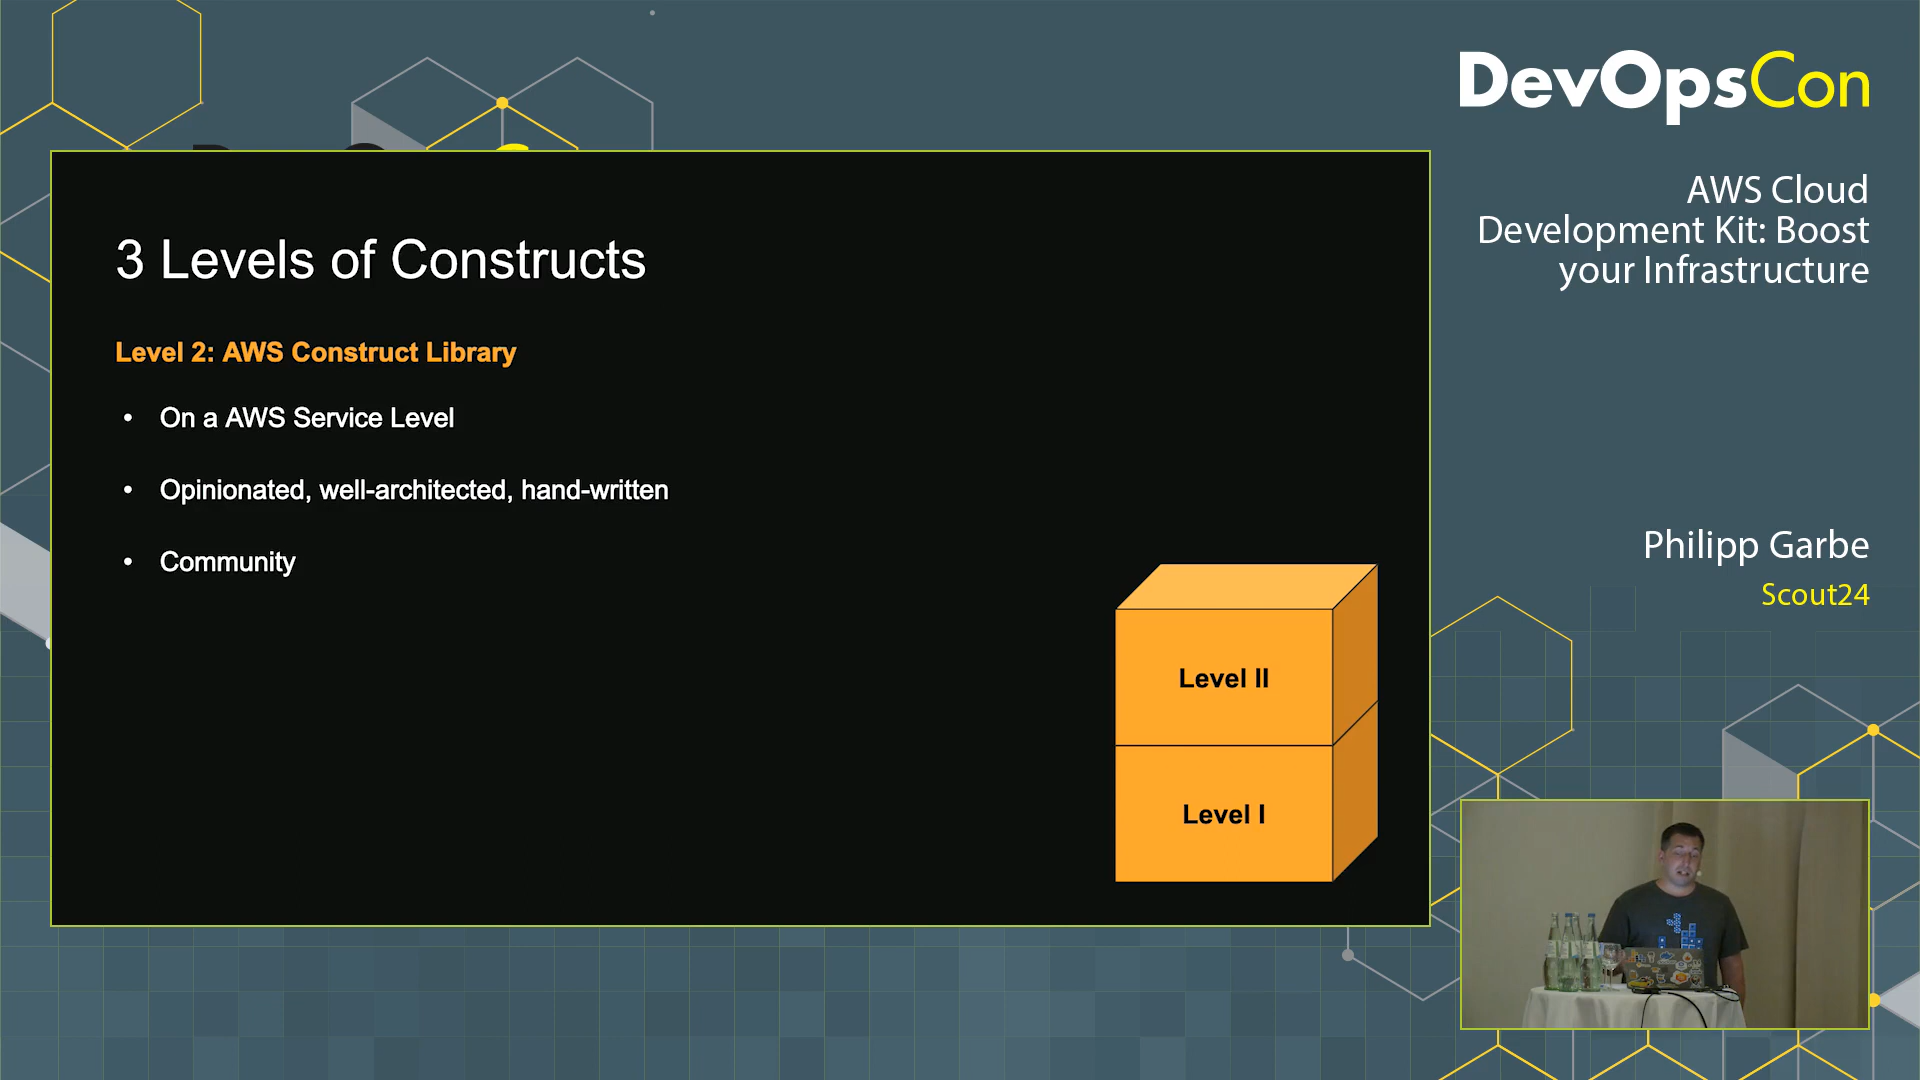 DevOpsCon
AWS Cloud
Development Kit: Boost
your Infrastructure
3 Levels of Constructs
Level 2: AWS Construct Library
• On a AWS Service Level
• Opinionated, well-architected, hand-written
• Community
Level II
Level I
Philipp Garbe
Scout24